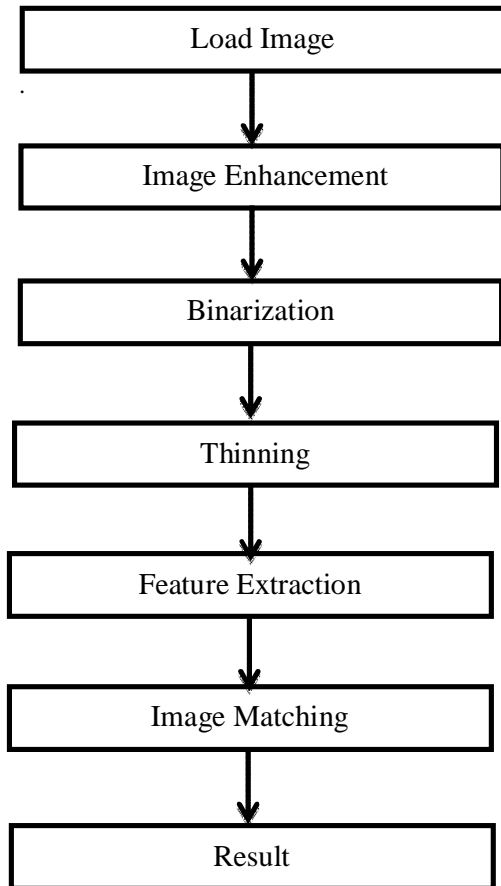 Load Image
.
Image Enhancement
Binarization
Thinning
Feature Extraction
Image Matching
Result